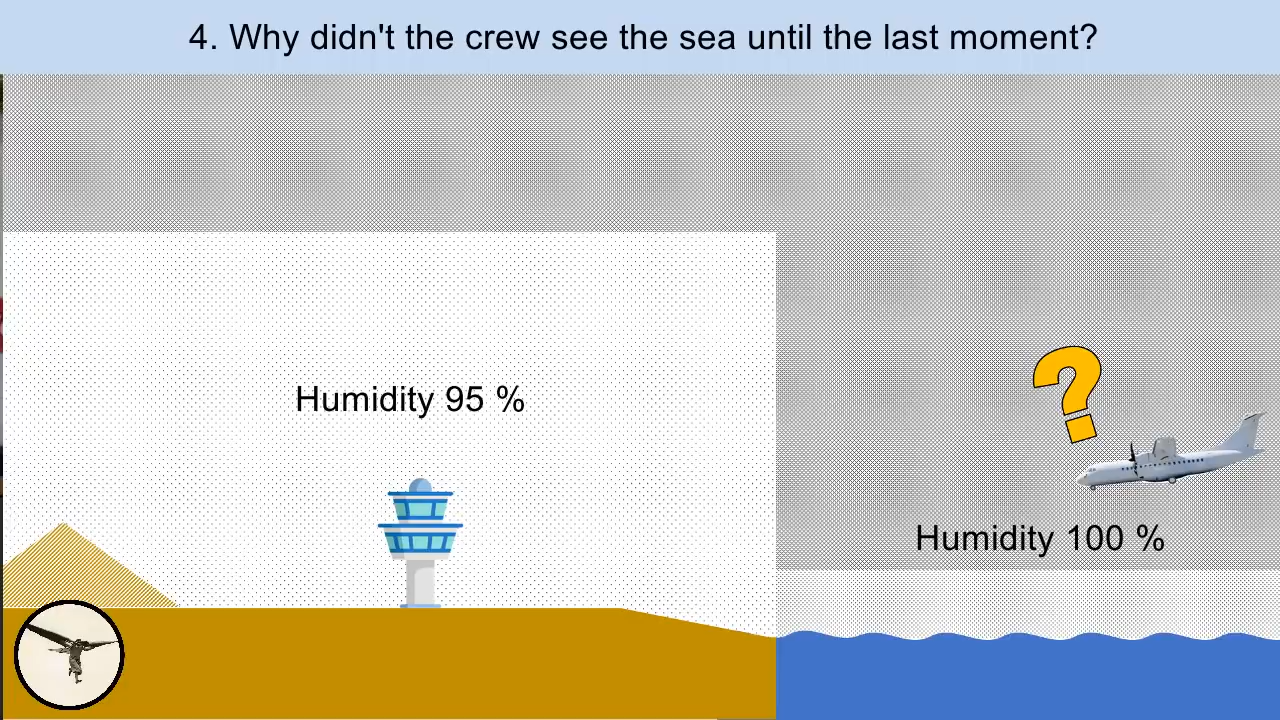 4. Why didn't the crew see the sea until the last moment?
Humidity 95 %
Humidity 100 %